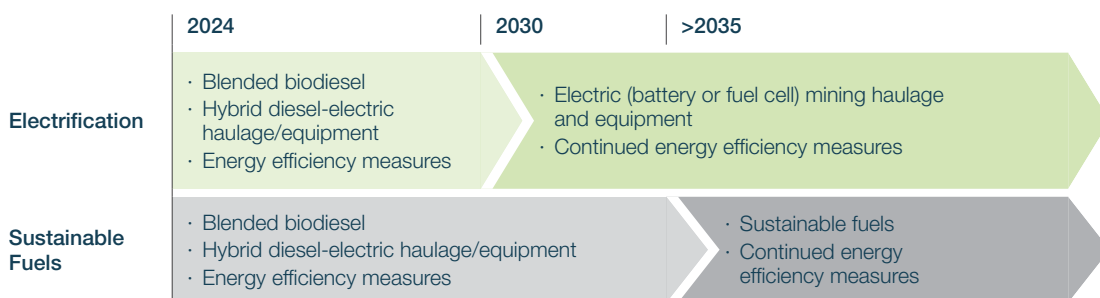 2024
2030
>2035
Electrification
· Blended biodiesel
· Hybrid diesel-electric
haulage/equipment
· Energy efficiency measures
· Electric (battery or fuel cell) mining haulage
and equipment
· Continued energy efficiency measures
Sustainable
Fuels
· Blended biodiesel
· Hybrid diesel-electric haulage/equipment
· Energy efficiency measures
· Sustainable fuels
· Continued energy
efficiency measures